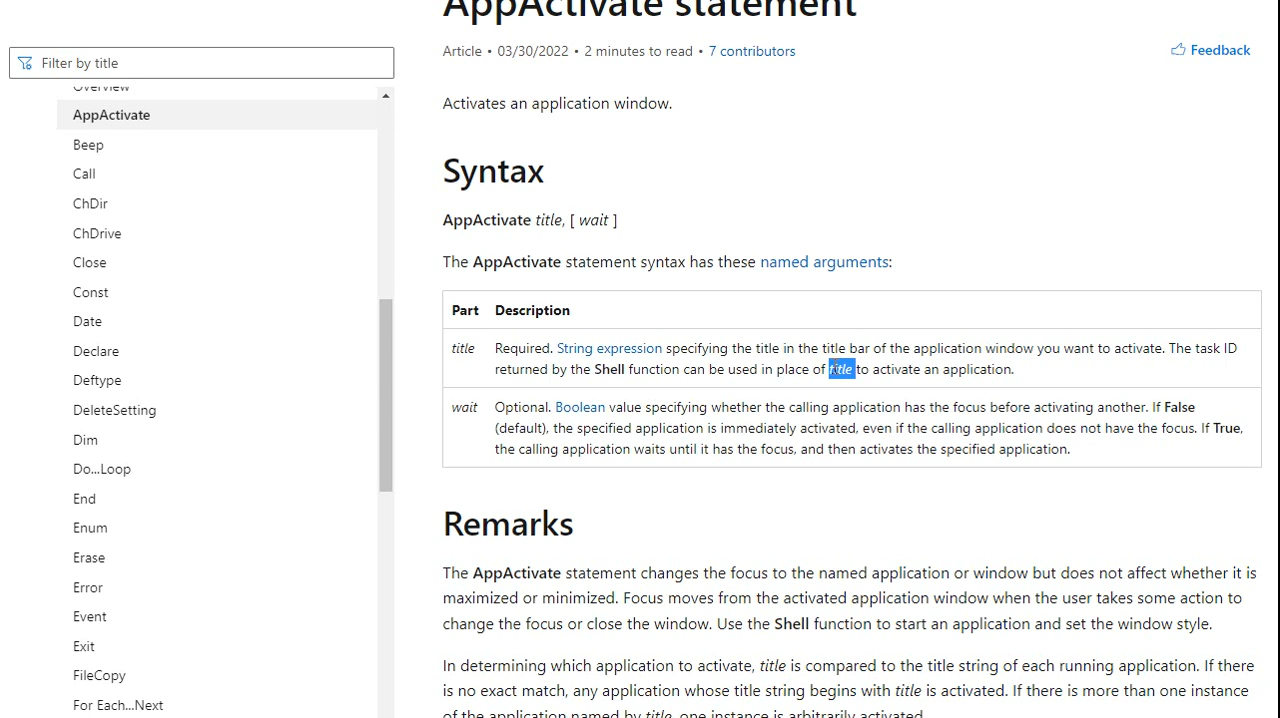 AppActivate statement
Article • 03/30/2022 • 2 minutes to read • 7 contributors
Feedback
Filter by title
Overview
AppActivate
Beep
Call
ChDir
ChDrive
Close
Const
Date
Declare
Deftype
DeleteSetting
Dim
Do...Loop
End
Enum
Erase
Error
Event
Exit
FileCopy
For Each...Next
Activates an application window.
Syntax
AppActivate title, [ wait ]
The AppActivate statement syntax has these named arguments:
Part Description
title Required. String expression specifying the title in the title bar of the application window you want to activate. The task ID
returned by the Shell function can be used in place of title to activate an application.
wait Optional. Boolean value specifying whether the calling application has the focus before activating another. If False
(default), the specified application is immediately activated, even if the calling application does not have the focus. If True,
the calling application waits until it has the focus, and then activates the specified application.
Remarks
The AppActivate statement changes the focus to the named application or window but does not affect whether it is
maximized or minimized. Focus moves from the activated application window when the user takes some action to
change the focus or close the window. Use the Shell function to start an application and set the window style.
In determining which application to activate, title is compared to the title string of each running application. If there
is no exact match, any application whose title string begins with title is activated. If there is more than one instance
of the application named by title, one instance is arbitrarily activated.